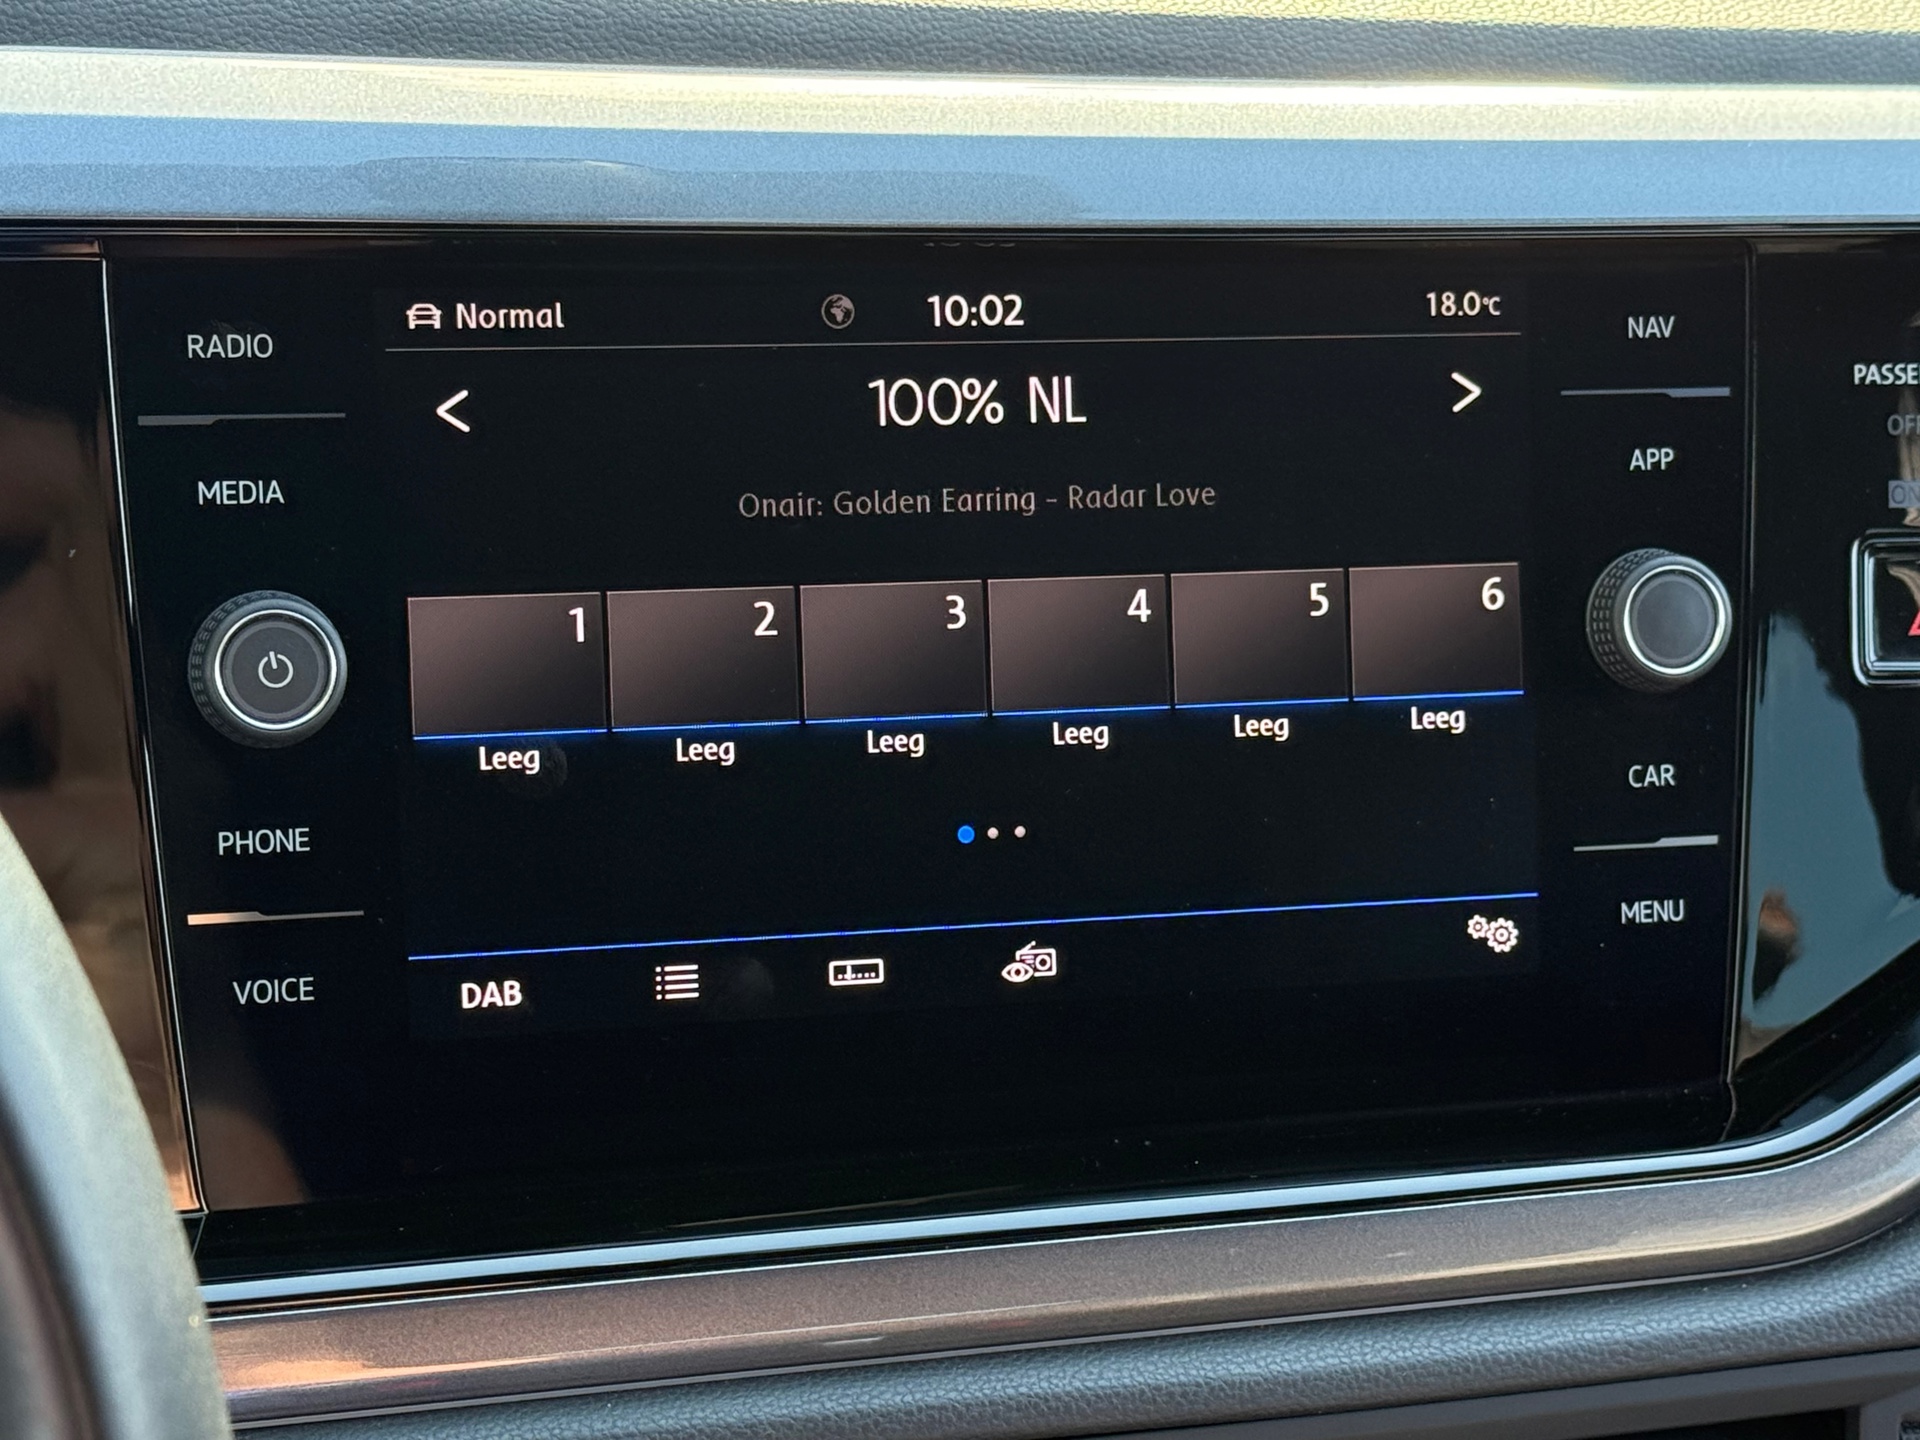 Normal 10:02 18.0°C
100% NL
Onair: Golden Earring - Radar Love
1 2 3 4 5 6
Leeg Leeg Leeg Leeg Leeg Leeg
DAB
RADIO
MEDIA
PHONE
VOICE
NAV
APP
CAR
MENU